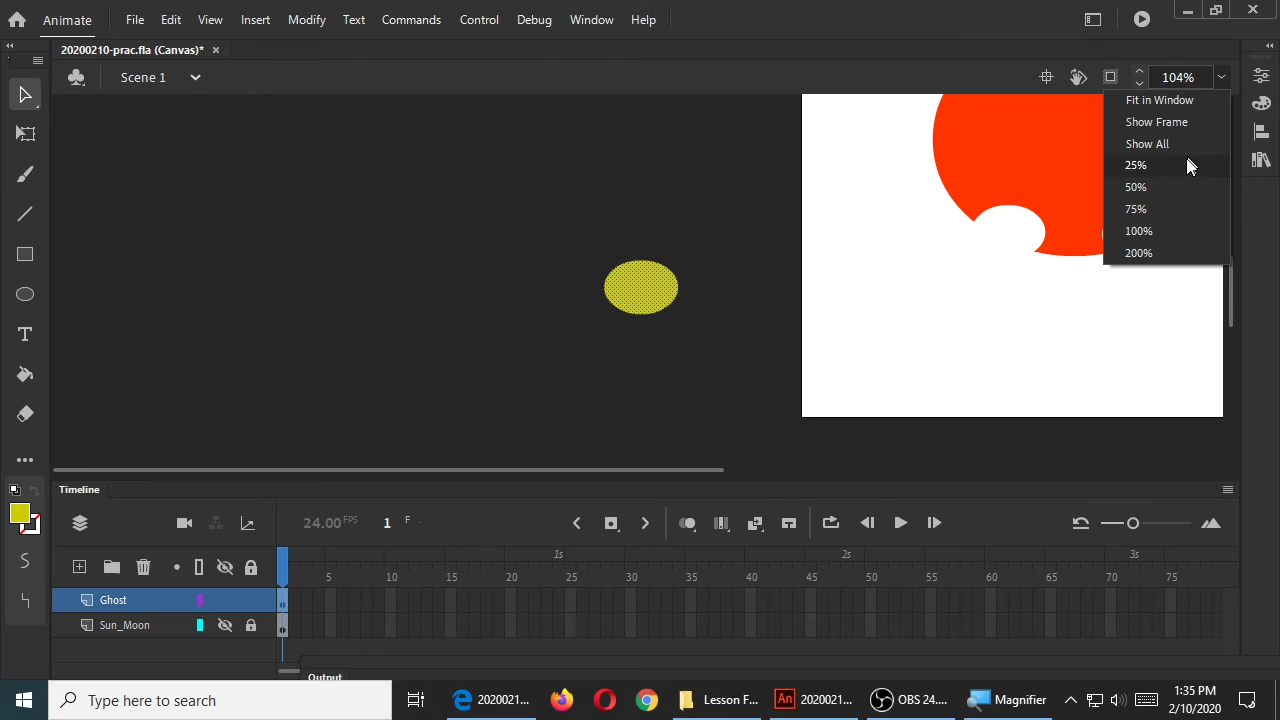 Animate File Edit View Insert Modify Text Commands Control Debug Window Help
20200210-prac.fla (Canvas)* ×
Scene 1 104%
Fit in Window
Show Frame
Show All
25%
50%
75%
100%
200%
Timeline
24.00 FPS 1 F
1s 2s 3s
5 10 15 20 25 30 35 40 45 50 55 60 65 70 75
Ghost
Sun_Moon
Output
Type here to search 2020021... Lesson F... 2020021... OBS 24.... Magnifier 1:35 PM
2/10/2020